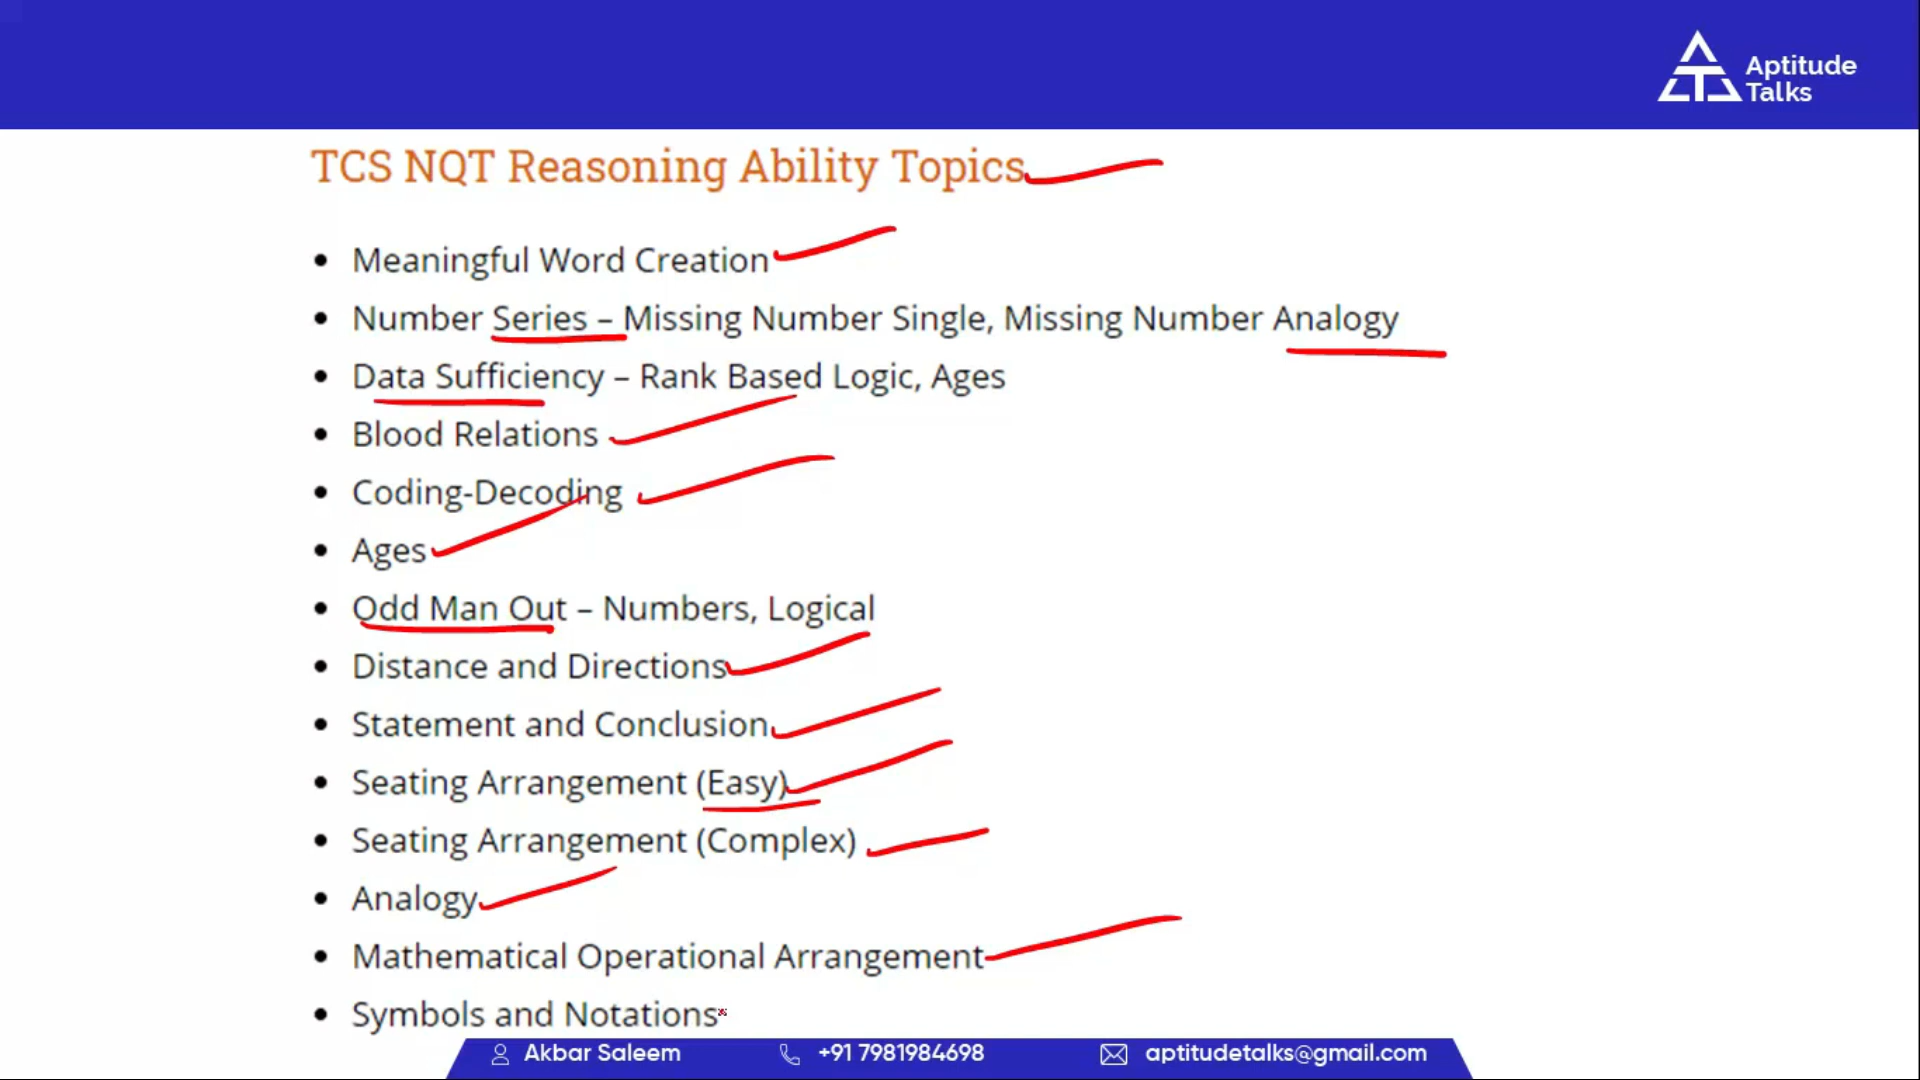 Aptitude
Talks
TCS NQT Reasoning Ability Topics
• Meaningful Word Creation
• Number Series – Missing Number Single, Missing Number Analogy
• Data Sufficiency – Rank Based Logic, Ages
• Blood Relations
• Coding-Decoding
• Ages
• Odd Man Out – Numbers, Logical
• Distance and Directions
• Statement and Conclusion
• Seating Arrangement (Easy)
• Seating Arrangement (Complex)
• Analogy
• Mathematical Operational Arrangement
• Symbols and Notations
Akbar Saleem +91 7981984698 aptitudetalks@gmail.com